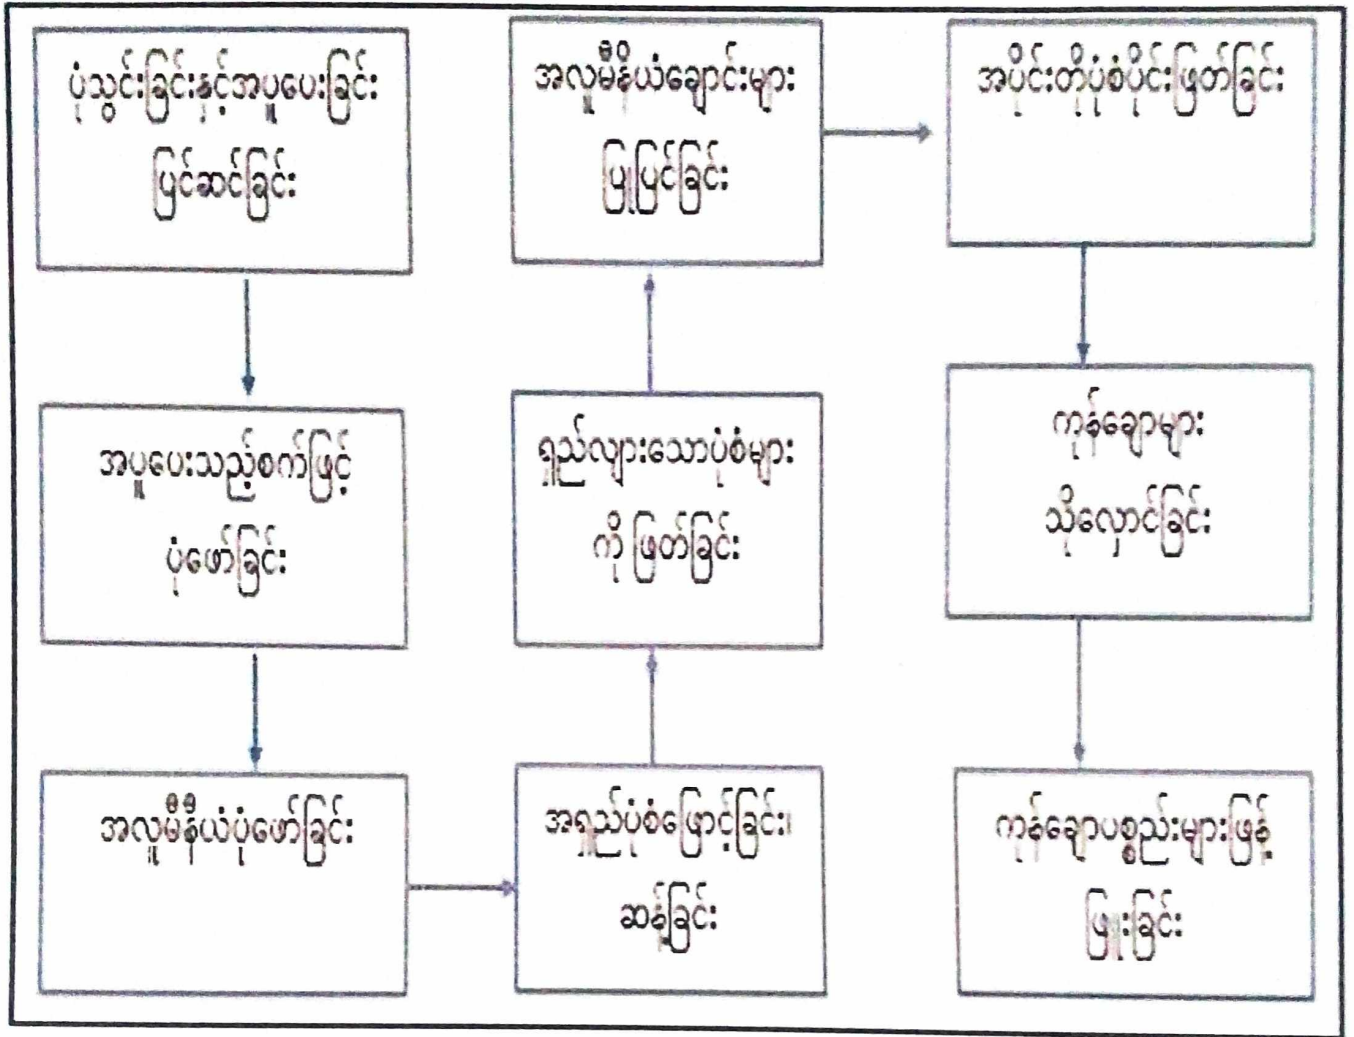 ပုံသွင်းခြင်းနှင့်အပူပေးခြင်း
ပြင်ဆင်ခြင်း
အပူပေးသည့်စက်ဖြင့်
ပုံဖော်ခြင်း
အလူမီနီယံပုံဖော်ခြင်း
အရှည်ပုံစံဖြောင့်ခြင်း၊
ဆန့်ခြင်း
ရှည်လျားသောပုံစံများ
ကို ဖြတ်ခြင်း
အလူမီနီယံချောင်းများ
ပြုပြင်ခြင်း
အပိုင်းတိုပုံစံပိုင်းဖြတ်ခြင်း
ကုန်ချောများ
သိုလှောင်ခြင်း
ကုန်ချောပစ္စည်းများဖြန့်
ဖြူးခြင်း